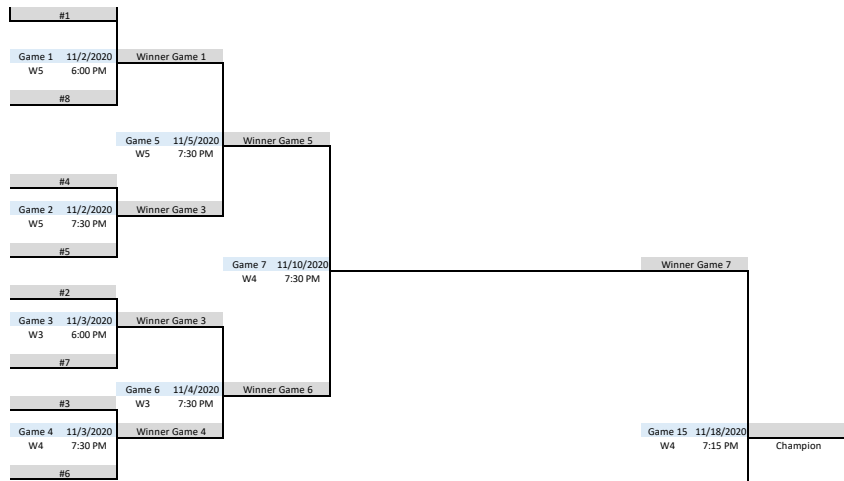 #1
Game 1 11/2/2020 Winner Game 1
W5 6:00 PM
#8
Game 5 11/5/2020 Winner Game 5
W5 7:30 PM
#4
Game 2 11/2/2020 Winner Game 3
W5 7:30 PM
#5
Game 7 11/10/2020 Winner Game 7
W4 7:30 PM
#2
Game 3 11/3/2020 Winner Game 3
W3 6:00 PM
#7
Game 6 11/4/2020 Winner Game 6
W3 7:30 PM
#3
Game 4 11/3/2020 Winner Game 4 Game 15 11/18/2020
W4 7:30 PM W4 7:15 PM Champion
#6